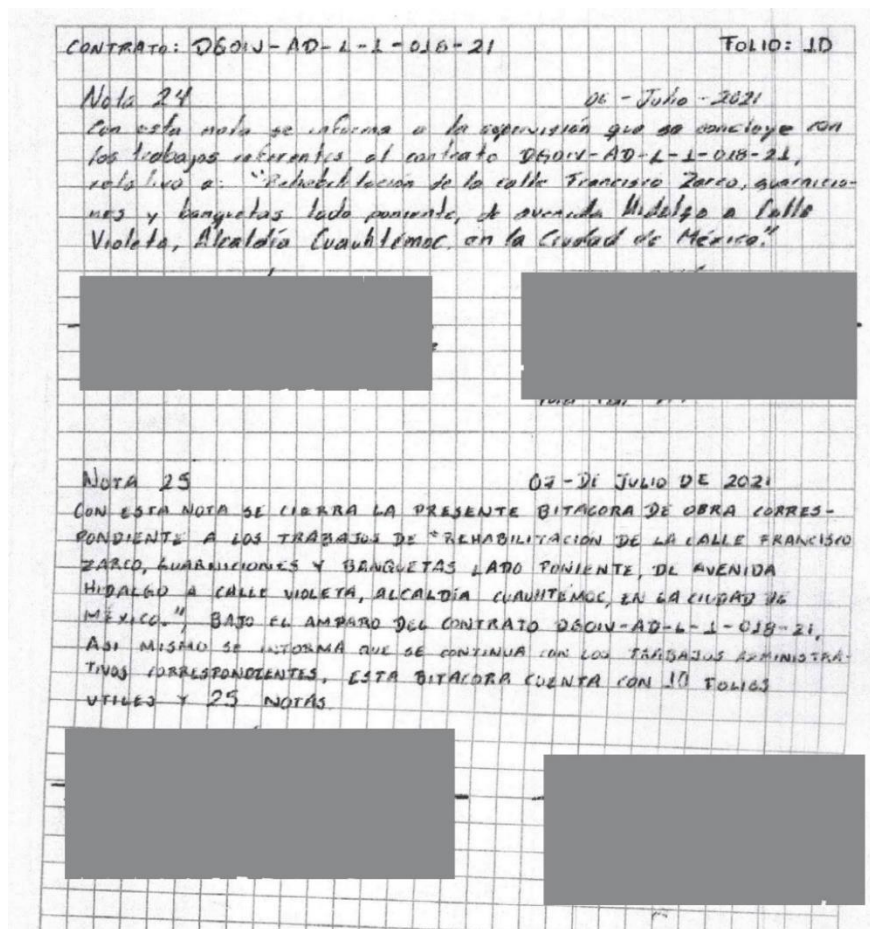 CONTRATO: DGOIV-AD-L-1-018-21 FOLIO: 10
Nota 24 06 - Julio - 2021
Con esta nota se informa a la supervisión que se concluye con
los trabajos referentes al contrato DGOIV-AD-L-1-018-21,
relativo a: "Rehabilitación de la calle Francisco Zarco, guarnicio-
nes y banquetas lado poniente, de avenida Hidalgo a Calle
Violeta, Alcaldía Cuauhtémoc, en la Ciudad de México."
NOTA 25 07 - DE JULIO DE 2021
CON ESTA NOTA SE CIERRA LA PRESENTE BITACORA DE OBRA CORRES-
PONDIENTE A LOS TRABAJOS DE "REHABILITACIÓN DE LA CALLE FRANCISCO
ZARCO, GUARNICIONES Y BANQUETAS LADO PONIENTE, DE AVENIDA
HIDALGO A CALLE VIOLETA, ALCALDÍA CUAUHTÉMOC, EN LA CIUDAD DE
MÉXICO.", BAJO EL AMPARO DEL CONTRATO DGOIV-AD-L-1-018-21,
ASI MISMO SE INFORMA QUE SE CONTINUA CON LOS TRABAJOS ADMINISTRA-
TIVOS CORRESPONDIENTES, ESTA BITACORA CUENTA CON 10 FOLIOS
UTILES Y 25 NOTAS